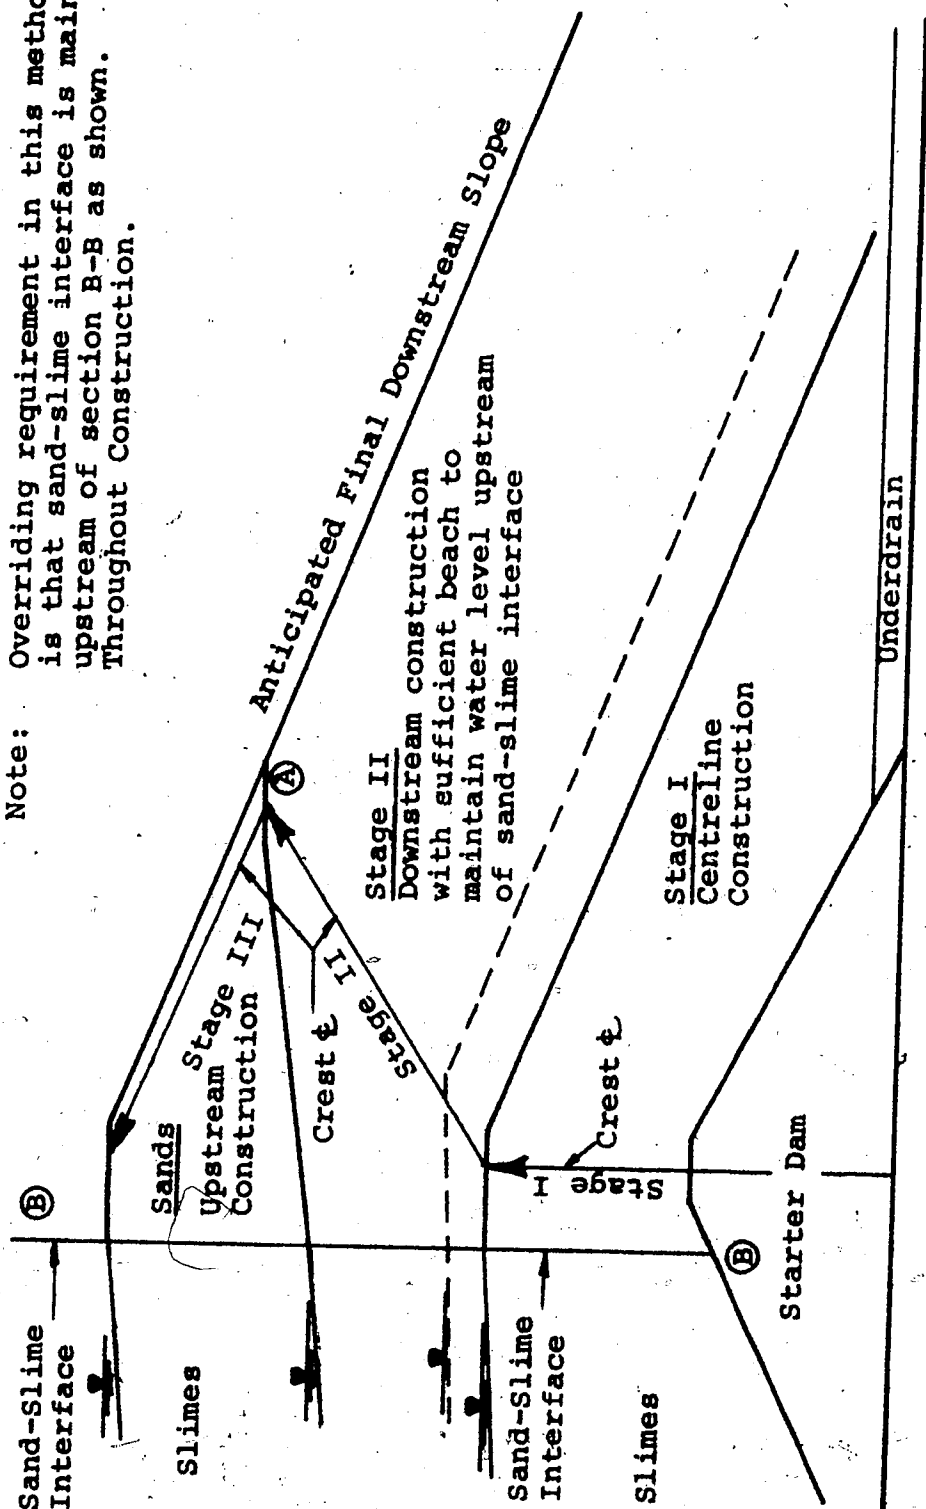 Note:
Overriding requirement in this
is that sand-slime interface is
upstream of section B-B as shown.
Throughout Construction.
Sand-Slime
Interface
B
Slimes
Sands
Upstream
Construction
Stage III
A
Anticipated Final Downstream Slope
Crest ℄
Stage II
Stage II
Downstream construction
with sufficient beach to
maintain water level upstream
of sand-slime interface
Sand-Slime
Interface
Slimes
Stage I
Crest ℄
Stage I
Centreline
Construction
B
Starter Dam
Underdrain